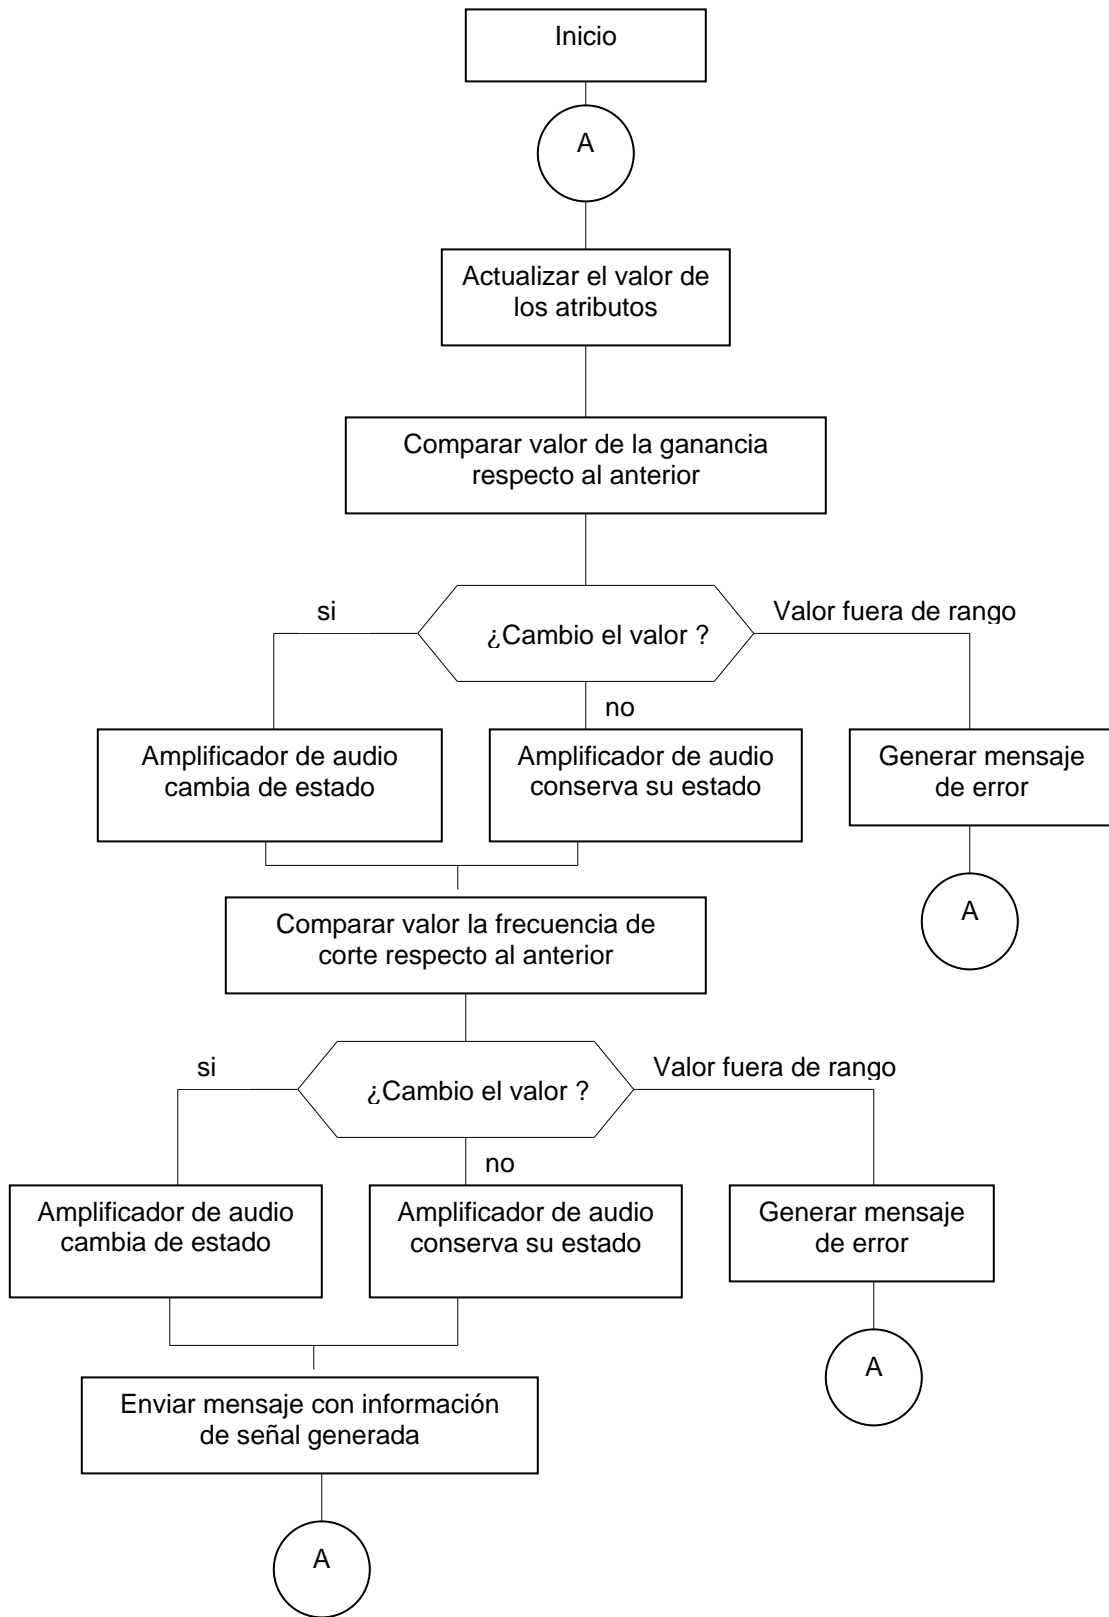 Inicio
A
Actualizar el valor de
los atributos
Comparar valor de la ganancia
respecto al anterior
si
¿Cambio el valor ?
Valor fuera de rango
no
Amplificador de audio
cambia de estado
Amplificador de audio
conserva su estado
Generar mensaje
de error
A
Comparar valor la frecuencia de
corte respecto al anterior
si
¿Cambio el valor ?
Valor fuera de rango
no
Amplificador de audio
cambia de estado
Amplificador de audio
conserva su estado
Generar mensaje
de error
A
Enviar mensaje con información
de señal generada
A